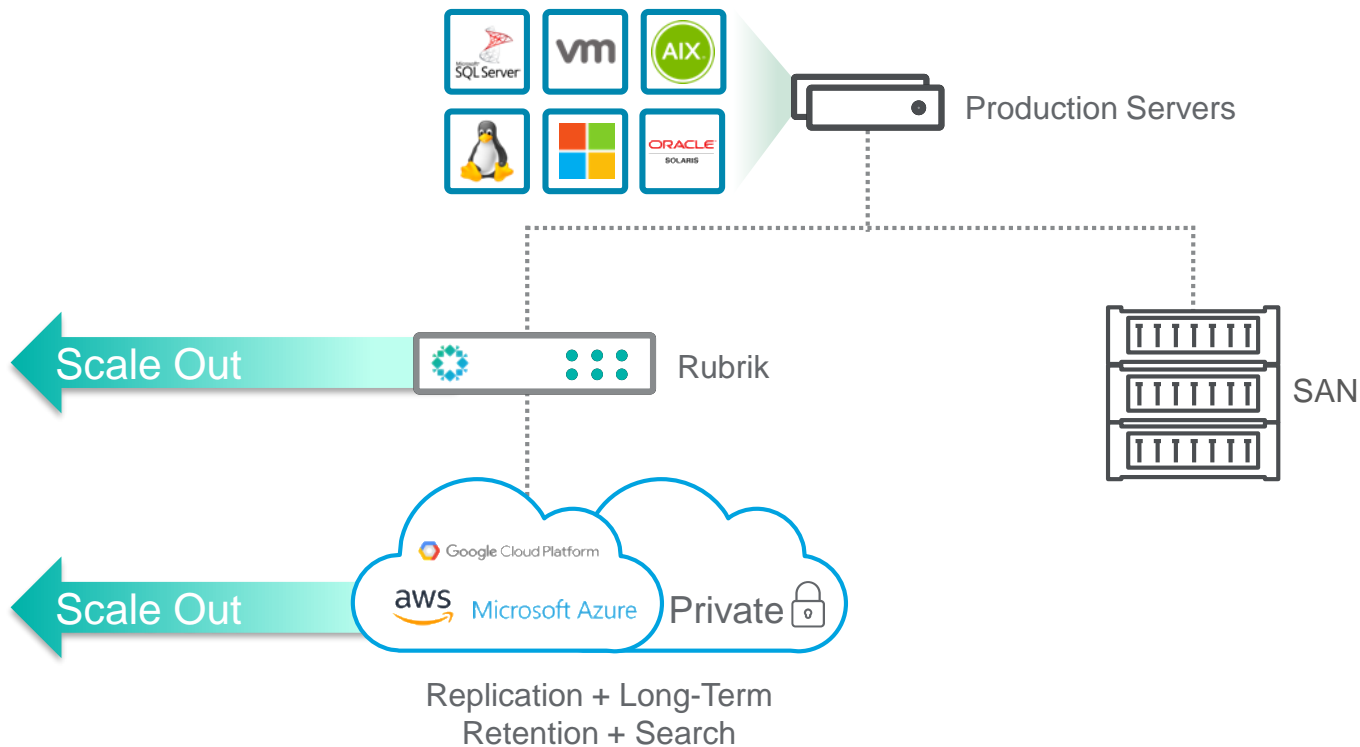 Microsoft
SQL Server
vm
AIX
ORACLE
SOLARIS
Production Servers
Scale Out
Rubrik
SAN
Google Cloud Platform
aws
Microsoft Azure
Private
Scale Out
Replication + Long-Term
Retention + Search